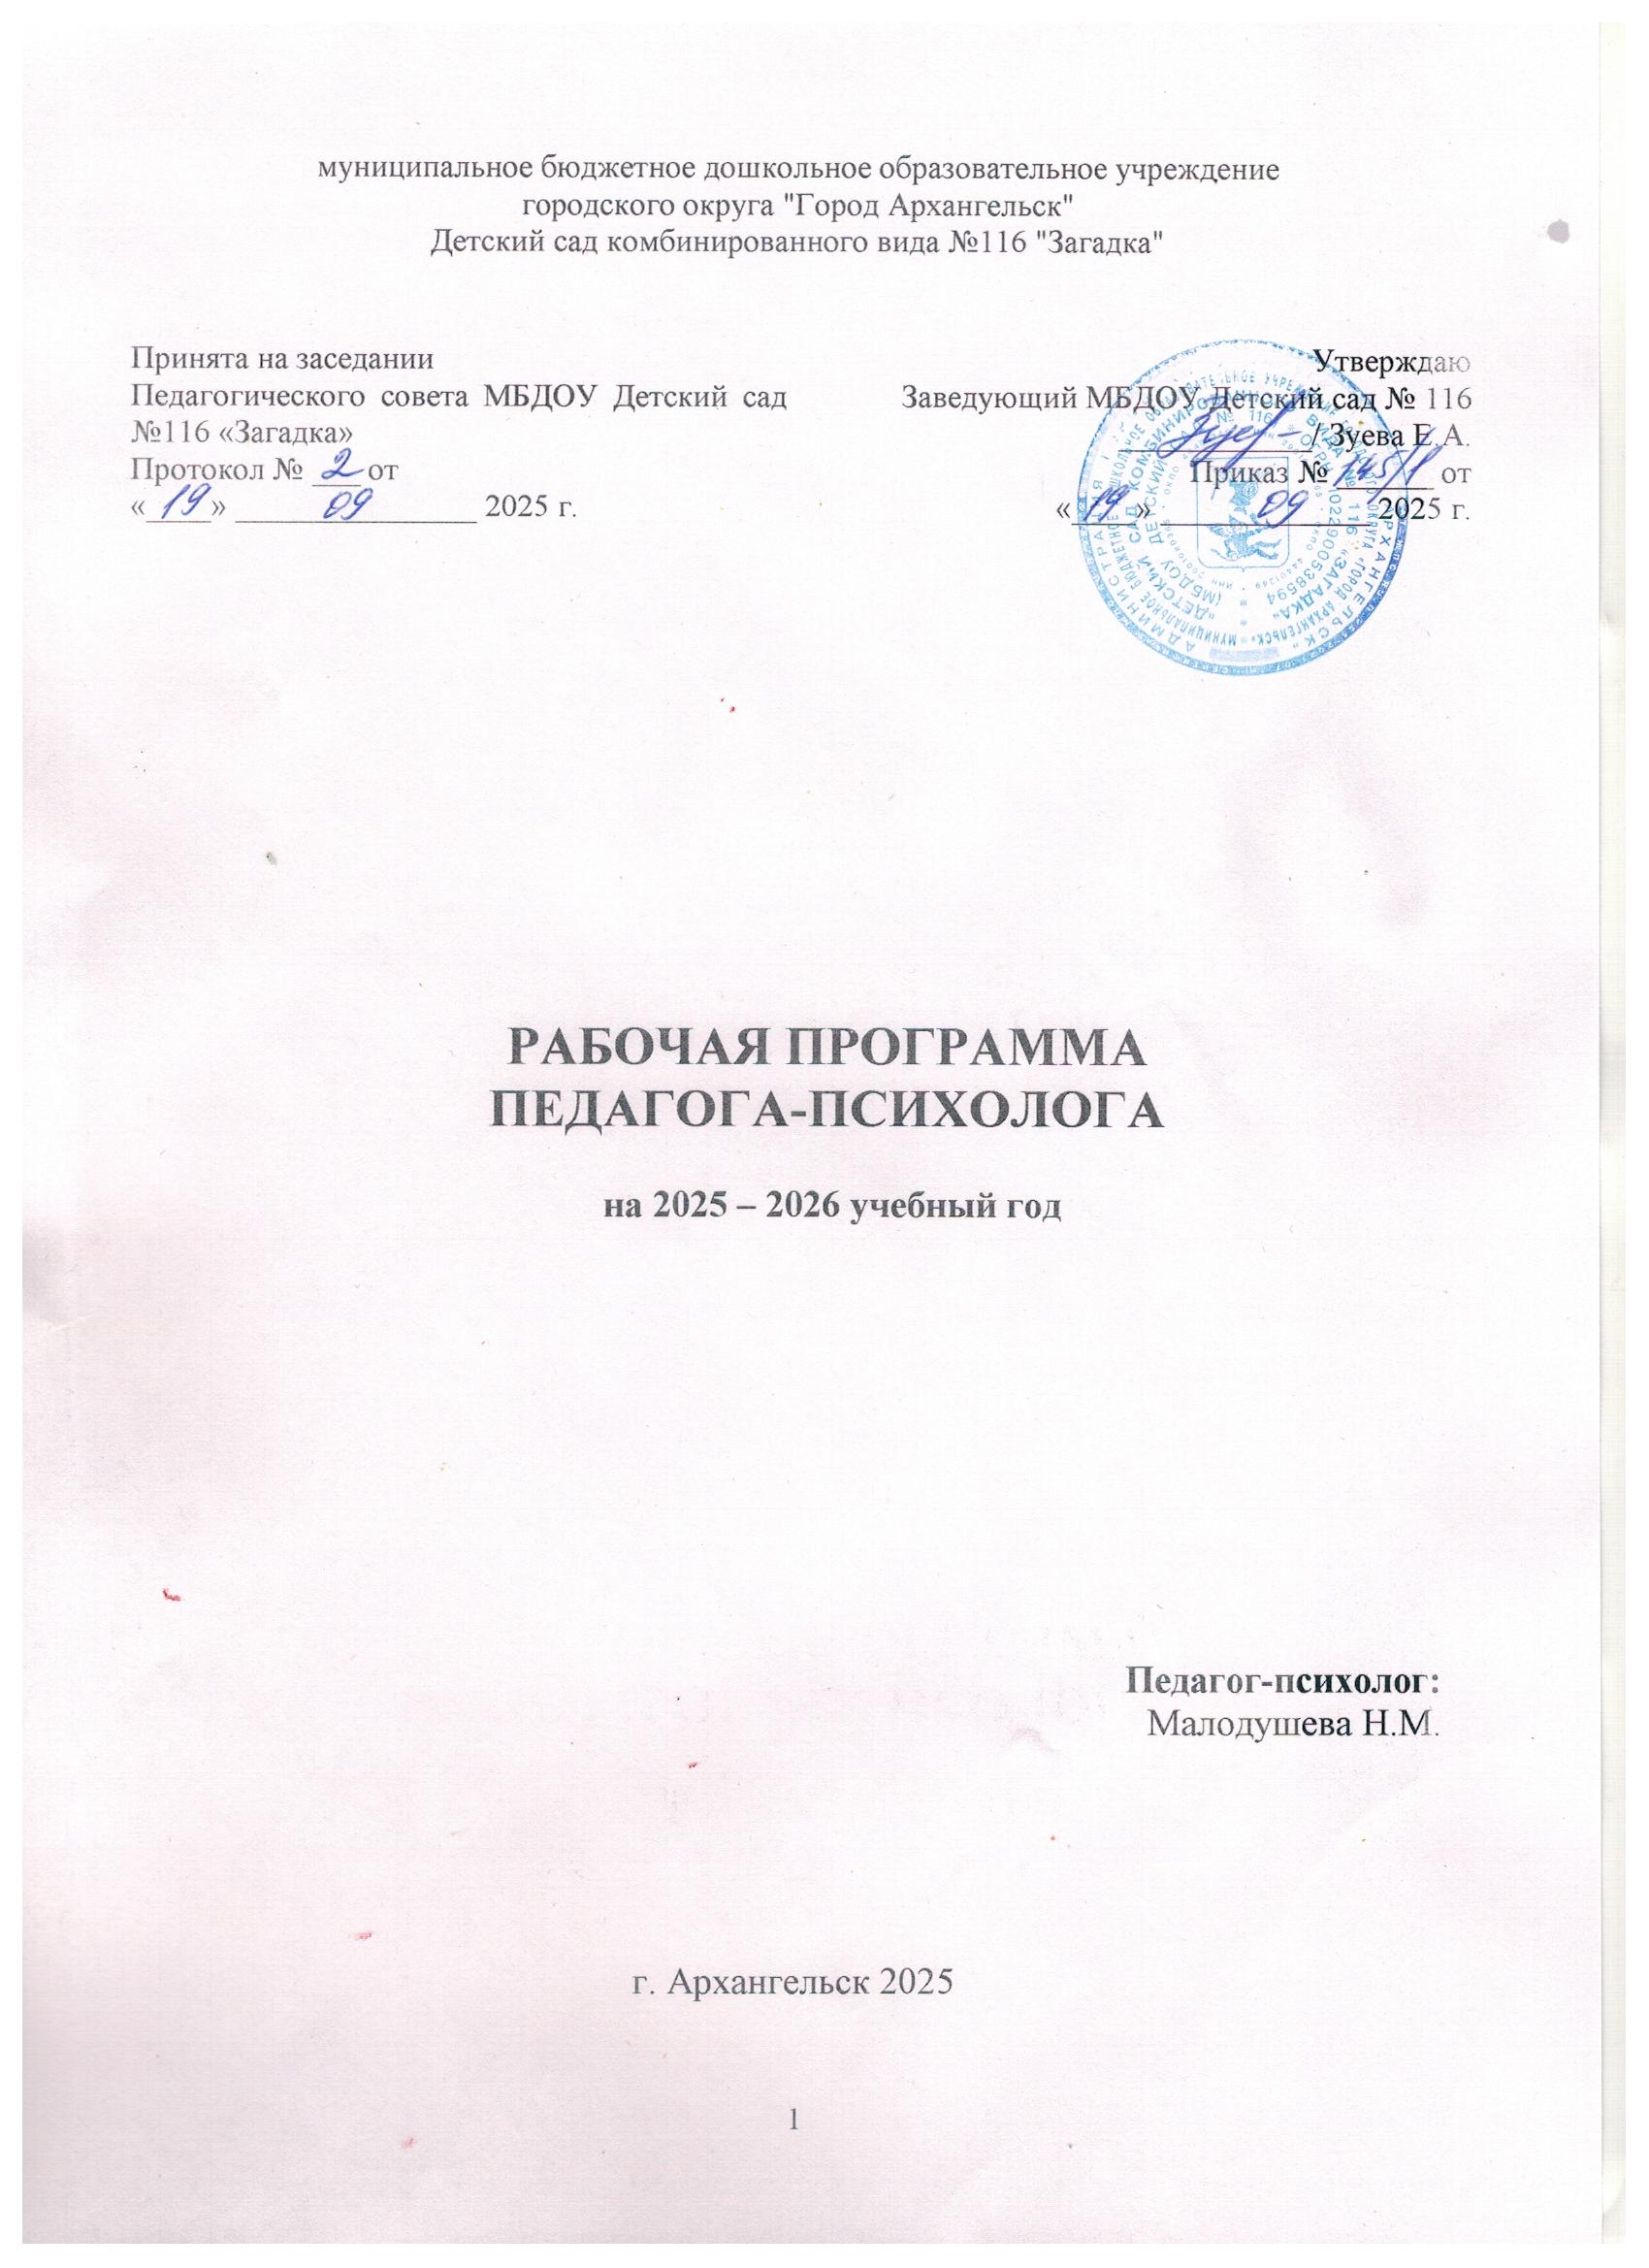 муниципальное бюджетное дошкольное образовательное учреждение
городского округа "Город Архангельск"
Детский сад комбинированного вида №116 "Загадка"
Принята на заседании
Педагогического совета МБДОУ Детский сад
№116 «Загадка»
Протокол № 2 от
«19» 09 2025 г.
Утверждаю
Заведующий МБДОУ Детский сад № 116
/ Зуева Е.А.
Приказ № 145/1 от
«19» 09 2025 г.
РАБОЧАЯ ПРОГРАММА
ПЕДАГОГА-ПСИХОЛОГА
на 2025 – 2026 учебный год
Педагог-психолог:
Малодушева Н.М.
г. Архангельск 2025
1